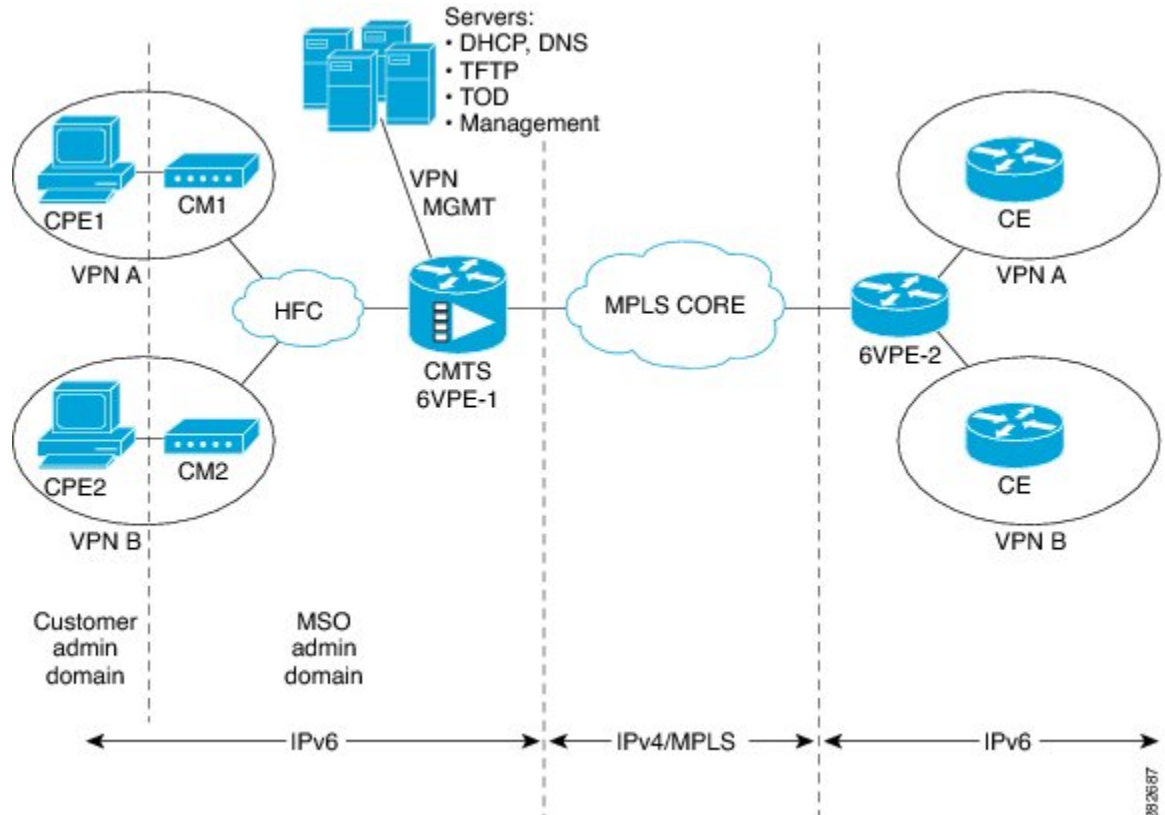 Servers:
• DHCP, DNS
• TFTP
• TOD
• Management
VPN
MGMT
CPE1
CM1
VPN A
HFC
CMTS
6VPE-1
MPLS CORE
6VPE-2
CE
VPN A
CPE2
CM2
VPN B
CE
VPN B
Customer
admin
domain
MSO
admin
domain
IPv6
IPv4/MPLS
IPv6
282687